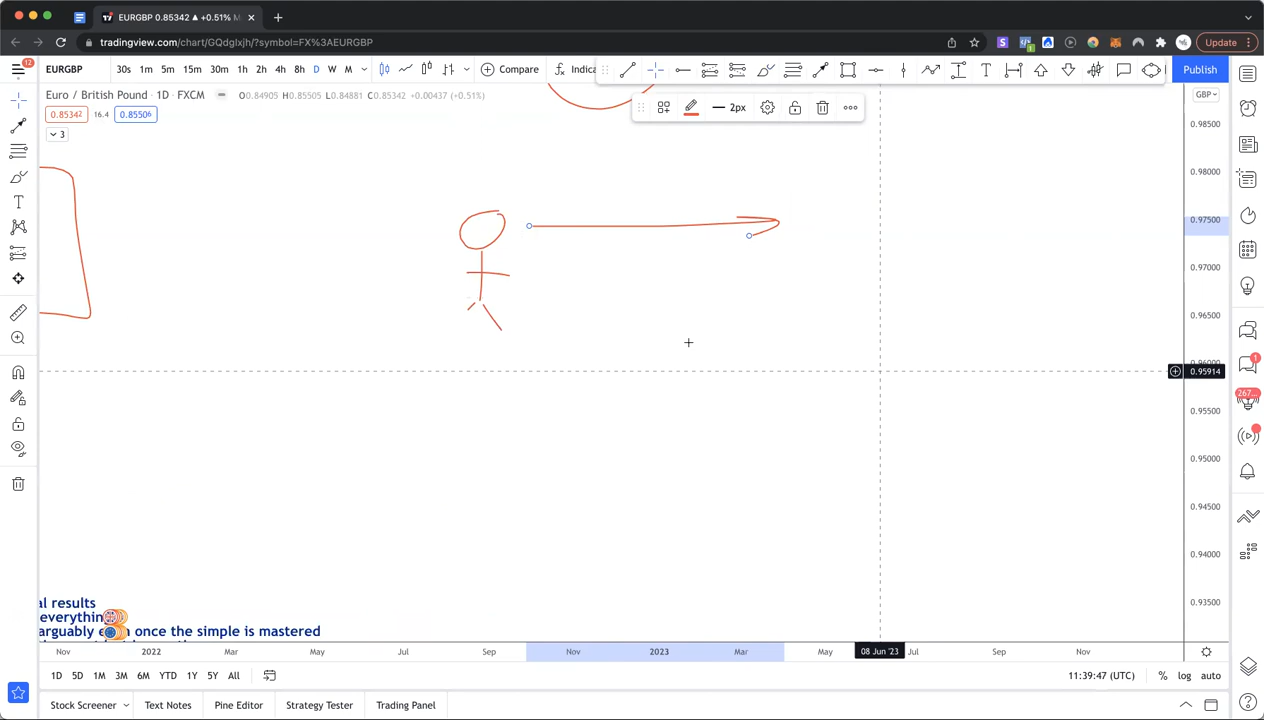 EURGBP 0.85342 ▲ +0.51%
tradingview.com/chart/GQdgIxjh/?symbol=FX%3AEURGBP
Update
12
EURGBP
30s 1m 5m 15m 30m 1h 2h 4h 8h D W M
Compare
Publish
Euro / British Pound · 1D · FXCM
O0.84905 H0.85505 L0.84881 C0.85342 +0.00437 (+0.51%)
GBP
2px
0.85342 16.4 0.85506
3
0.98500
0.98000
0.97500
0.97000
0.96500
0.96000
0.95914
0.95500
0.95000
0.94500
0.94000
0.93500
1
267...
al results
everything
arguably once the simple is mastered
Nov 2022 Mar May Jul Sep Nov 2023 Mar May 08 Jun '23 Jul Sep Nov
1D 5D 1M 3M 6M YTD 1Y 5Y All
11:39:47 (UTC) % log auto
Stock Screener Text Notes Pine Editor Strategy Tester Trading Panel